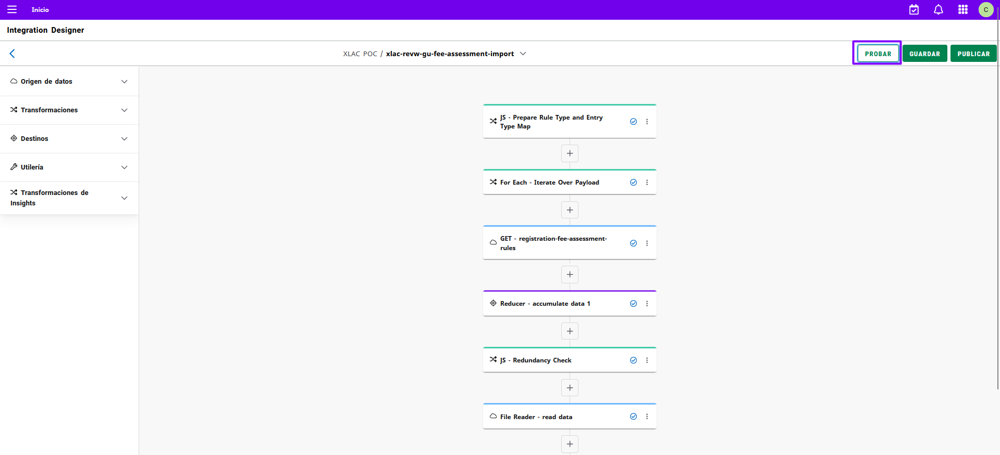 Inicio
C
Integration Designer
XLAC POC / xlac-revw-gu-fee-assessment-import
PROBAR
GUARDAR
PUBLICAR
Origen de datos
Transformaciones
Destinos
Utilería
Transformaciones de
Insights
JS - Prepare Rule Type and Entry
Type Map
For Each - Iterate Over Payload
GET - registration-fee-assessment-
rules
Reducer - accumulate data 1
JS - Redundancy Check
File Reader - read data